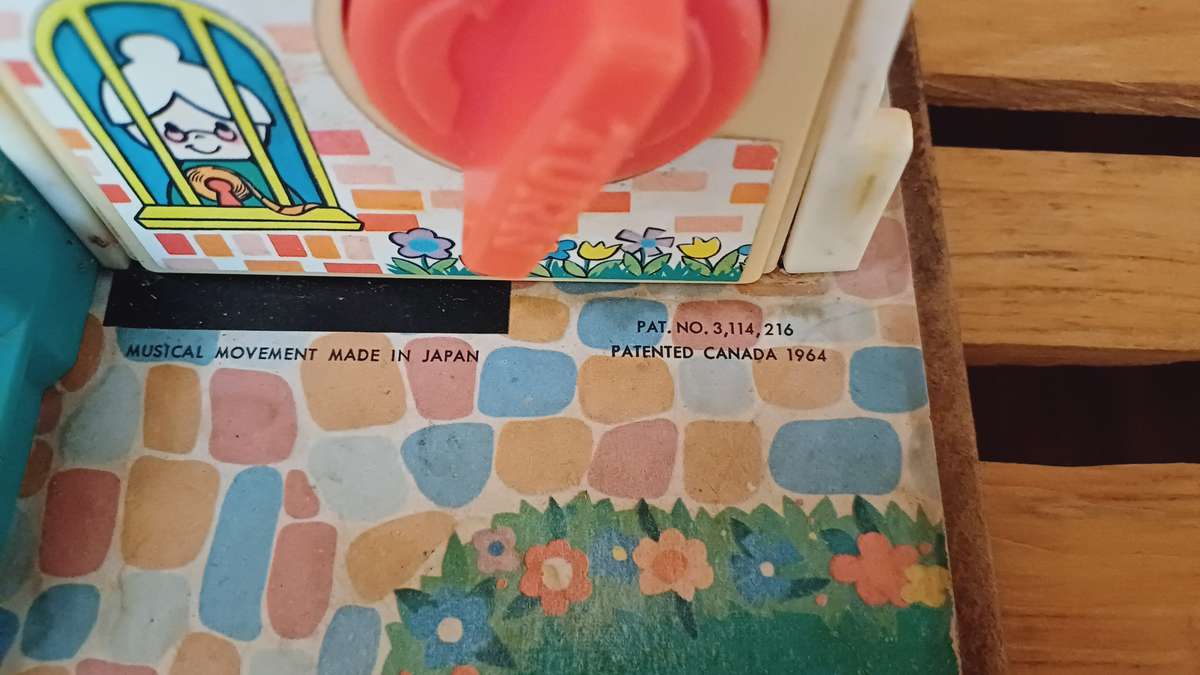 MUSICAL MOVEMENT MADE IN JAPAN
PAT. NO. 3,114,216
PATENTED CANADA 1964